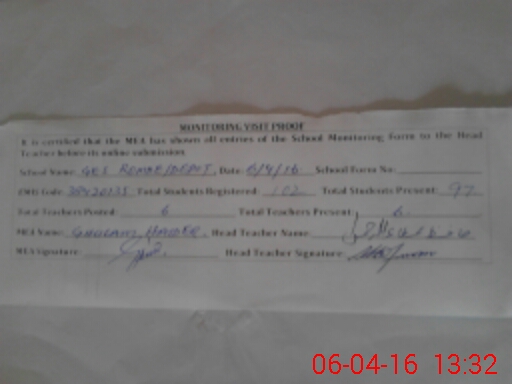 MONITORING VISIT PROOF
It is certified that the MEA has shown all entries of the School Monitoring Form to the Head
Teacher before its online submission.
School Name: GES Date: 6/4/16 School Form No:
EMIS Code: Total Students Registered: 102 Total Students Present: 97
Total Teachers Posted: 6 Total Teachers Present: 6
MEA Name: GHULAM HAIDER Head Teacher Name:
MEA Signature: Head Teacher Signature:
06-04-16 13:32